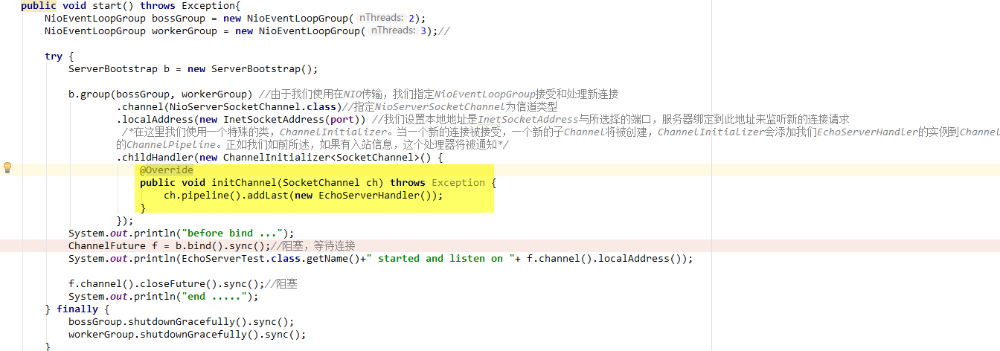 public void start() throws Exception{
NioEventLoopGroup bossGroup = new NioEventLoopGroup( nThreads: 2);
NioEventLoopGroup workerGroup = new NioEventLoopGroup( nThreads: 3);//
try {
ServerBootstrap b = new ServerBootstrap();
b.group(bossGroup, workerGroup) //由于我们使用在NIO传输，我们指定NioEventLoopGroup接受和处理新连接
.channel(NioServerSocketChannel.class)//指定NioServerSocketChannel为信道类型
.localAddress(new InetSocketAddress(port)) //我们设置本地地址是InetSocketAddress与所选择的端口，服务器绑定到此地址来监听新的连接请求
/*在这里我们使用一个特殊的类，ChannelInitializer。当一个新的连接被接受，一个新的子Channel将被创建，ChannelInitializer会添加我们EchoServerHandler的实例到Channel
的ChannelPipeline。正如我们如前所述，如果有入站信息，这个处理器将被通知*/
.childHandler(new ChannelInitializer<SocketChannel>() {
@Override
public void initChannel(SocketChannel ch) throws Exception {
ch.pipeline().addLast(new EchoServerHandler());
}
});
System.out.println("before bind ...");
ChannelFuture f = b.bind().sync();//阻塞，等待连接
System.out.println(EchoServerTest.class.getName()+" started and listen on "+ f.channel().localAddress());
f.channel().closeFuture().sync();//阻塞
System.out.println("end .....");
} finally {
bossGroup.shutdownGracefully().sync();
workerGroup.shutdownGracefully().sync();
}